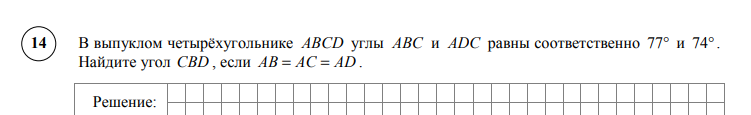 14 В выпуклом четырёхугольнике ABCD углы ABC и ADC равны соответственно 77° и 74°.
Найдите угол CBD, если AB = AC = AD.
Решение: